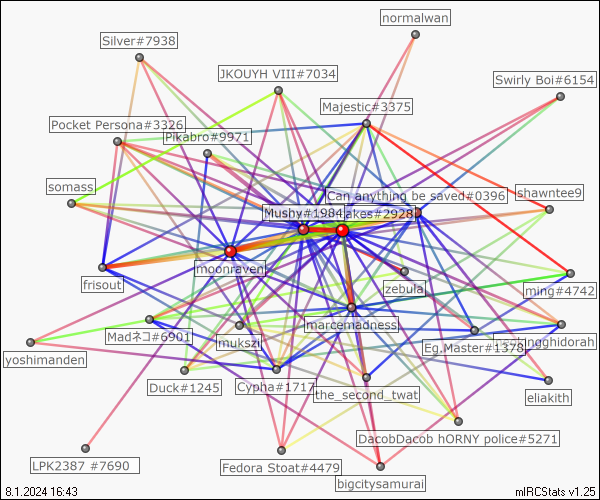 normalwan
Silver#7938
JKOUYH VIII#7034
Swirly Boi#6154
Majestic#3375
Pocket Persona#3326
Pikabro#9971
somass
Can anything be saved#0396
shawntee9
Mushy#1984
akes#2928
moonraven
frisout
zebula
ming#4742
marcemadness
Madネコ#6901
mukszi
Eg.Master#1378
ngghidorah
yoshimanden
Duck#1245
Cypha#1717
the_second_twat
eliakith
DacobDacob hORNY police#5271
LPK2387 #7690
Fedora Stoat#4479
bigcitysamurai
8.1.2024 16:43
mIRCStats v1.25